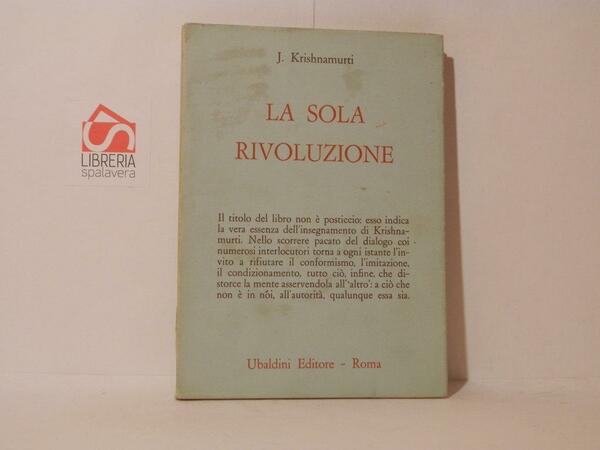 J. Krishnamurti
LA SOLA
RIVOLUZIONE
LIBRERIA
spalavera
Il titolo del libro non è posticcio: esso indica
la vera essenza dell'insegnamento di Krishna-
murti. Nello scorrere pacato del dialogo coi
numerosi interlocutori torna a ogni istante l'in-
vito a rifiutare il conformismo, l'imitazione,
il condizionamento, tutto ciò, infine, che di-
storce la mente asservendola all'‛altro': a ciò che
non è in noi, all'autorità, qualunque essa sia.
Ubaldini Editore - Roma